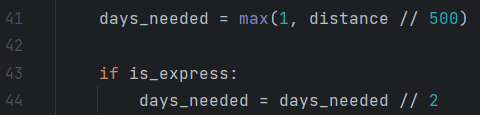 41 days_needed = max(1, distance // 500)
42
43 if is_express:
44 days_needed = days_needed // 2